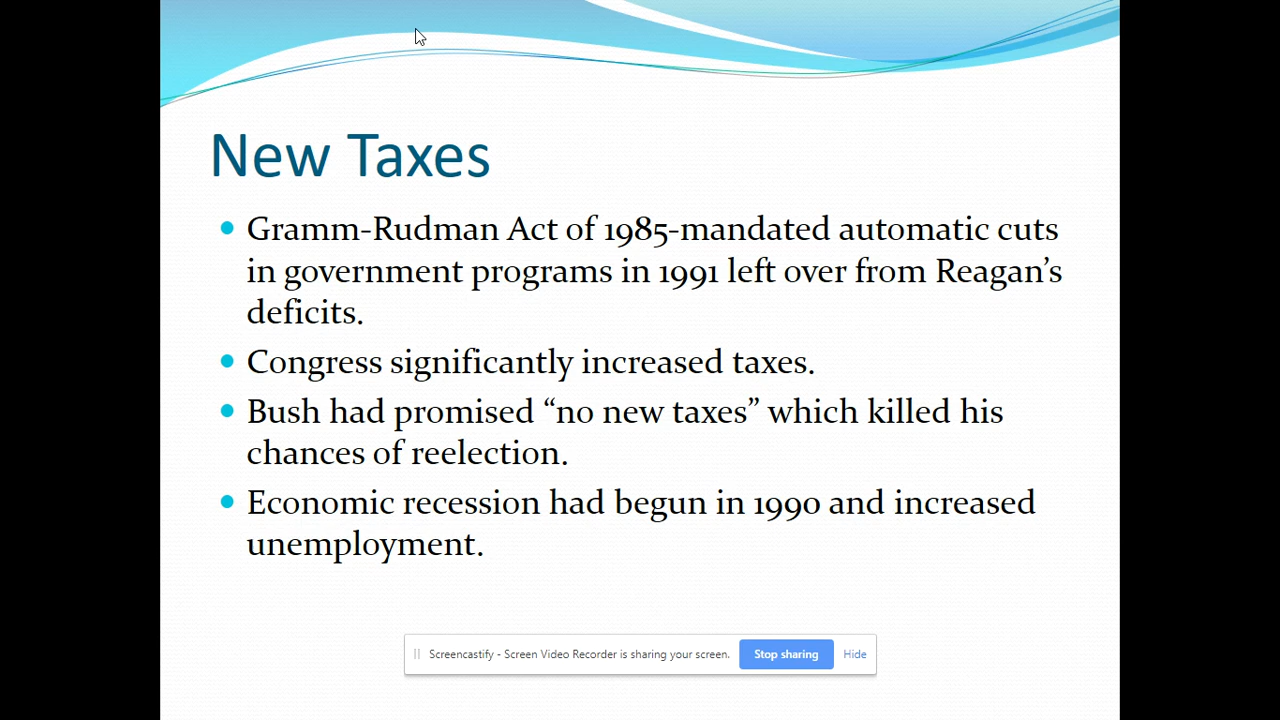 New Taxes
Gramm-Rudman Act of 1985-mandated automatic cuts
in government programs in 1991 left over from Reagan’s
deficits.
Congress significantly increased taxes.
Bush had promised “no new taxes” which killed his
chances of reelection.
Economic recession had begun in 1990 and increased
unemployment.
Screencastify - Screen Video Recorder is sharing your screen. Stop sharing Hide